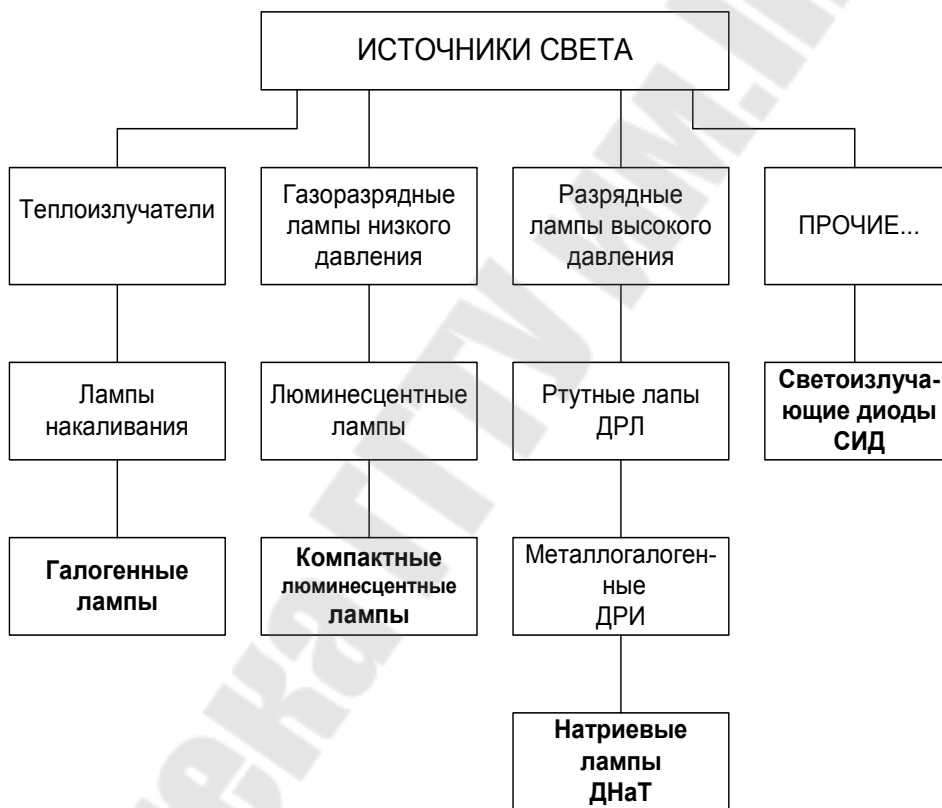 ИСТОЧНИКИ СВЕТА
Теплоизлучатели
Газоразрядные
лампы низкого
давления
Разрядные
лампы высокого
давления
ПРОЧИЕ...
Лампы
накаливания
Люминесцентные
лампы
Ртутные лапы
ДРЛ
Светоизлуча-
ющие диоды
СИД
Галогенные
лампы
Компактные
люминесцентные
лампы
Металлогалоген-
ные
ДРИ
Натриевые
лампы
ДНаТ